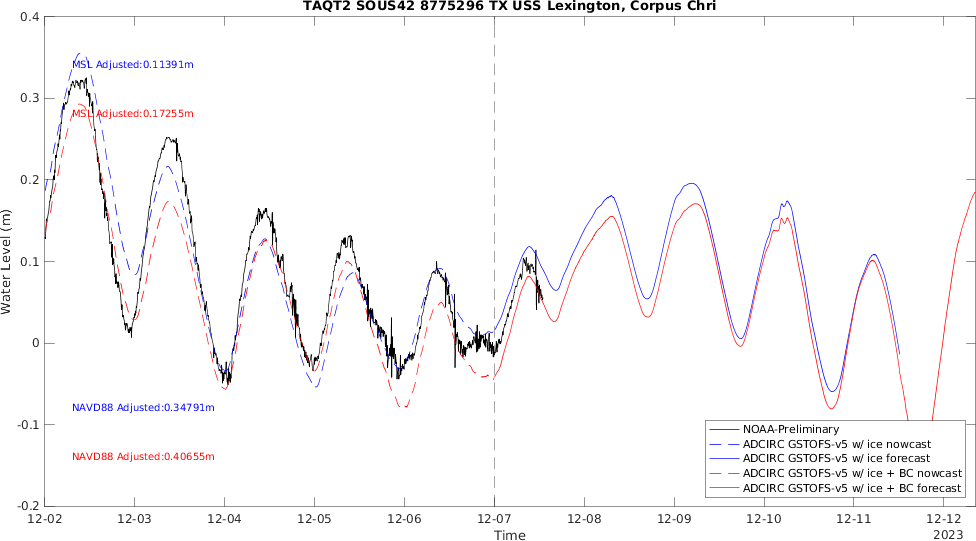 TAQT2 SOUS42 8775296 TX USS Lexington, Corpus Chri
0.4
0.3
0.2
0.1
0
-0.1
-0.2
Water Level (m)
MSL Adjusted:0.11391m
MSL Adjusted:0.17255m
NAVD88 Adjusted:0.34791m
NAVD88 Adjusted:0.40655m
NOAA-Preliminary
ADCIRC GSTOFS-v5 w/ ice nowcast
ADCIRC GSTOFS-v5 w/ ice forecast
ADCIRC GSTOFS-v5 w/ ice + BC nowcast
ADCIRC GSTOFS-v5 w/ ice + BC forecast
12-02 12-03 12-04 12-05 12-06 12-07 12-08 12-09 12-10 12-11 12-12
Time
2023